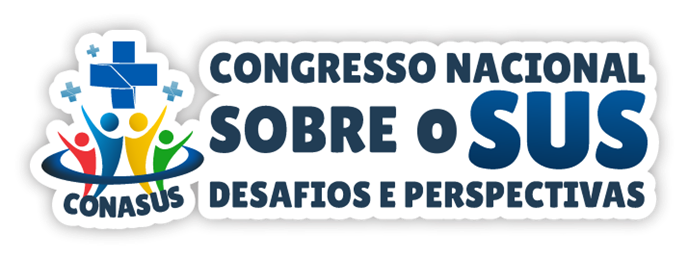 CONASUS
CONGRESSO NACIONAL
SOBRE O SUS
DESAFIOS E PERSPECTIVAS